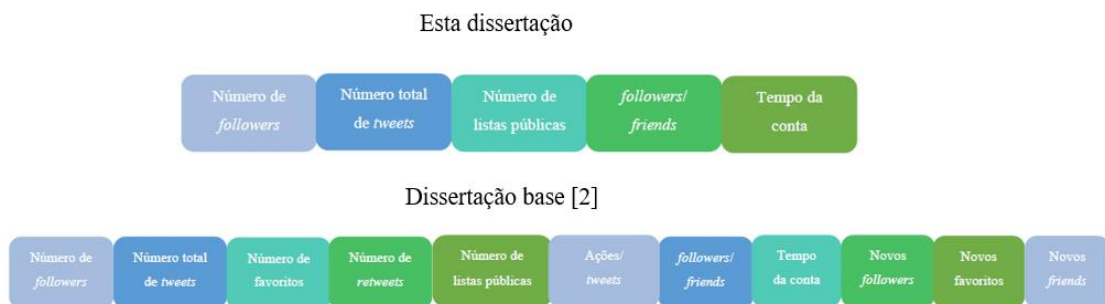 Esta dissertação
Número de
followers
Número total
de tweets
Número de
listas públicas
followers/
friends
Tempo da
conta
Dissertação base [2]
Número de
followers
Número total
de tweets
Número de
favoritos
Número de
retweets
Número de
listas públicas
Ações/
tweets
followers/
friends
Tempo
da conta
Novos
followers
Novos
favoritos
Novos
friends